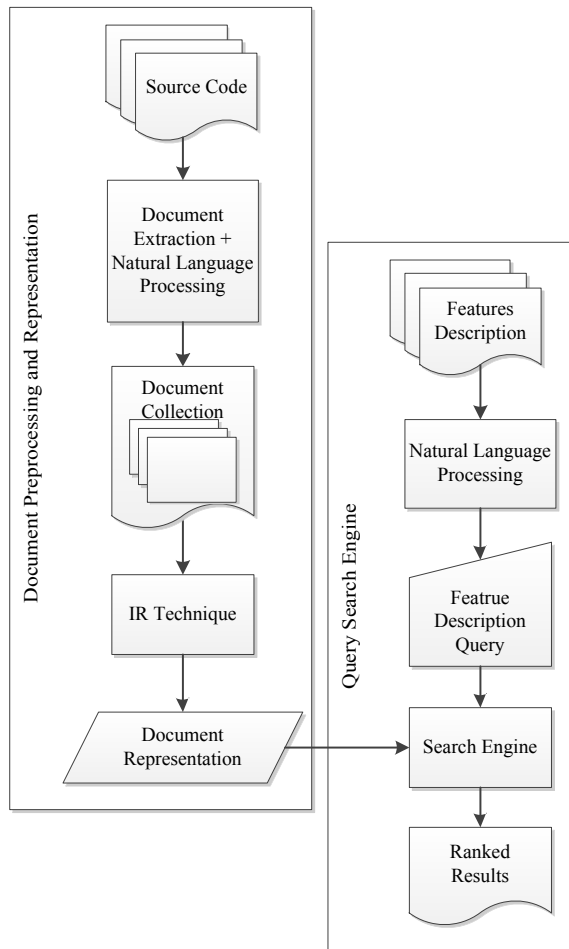 Document Preprocessing and Representation
Source Code
Document
Extraction +
Natural Language
Processing
Document
Collection
IR Technique
Document
Representation
Query Search Engine
Features
Description
Natural Language
Processing
Featrue
Description
Query
Search Engine
Ranked
Results